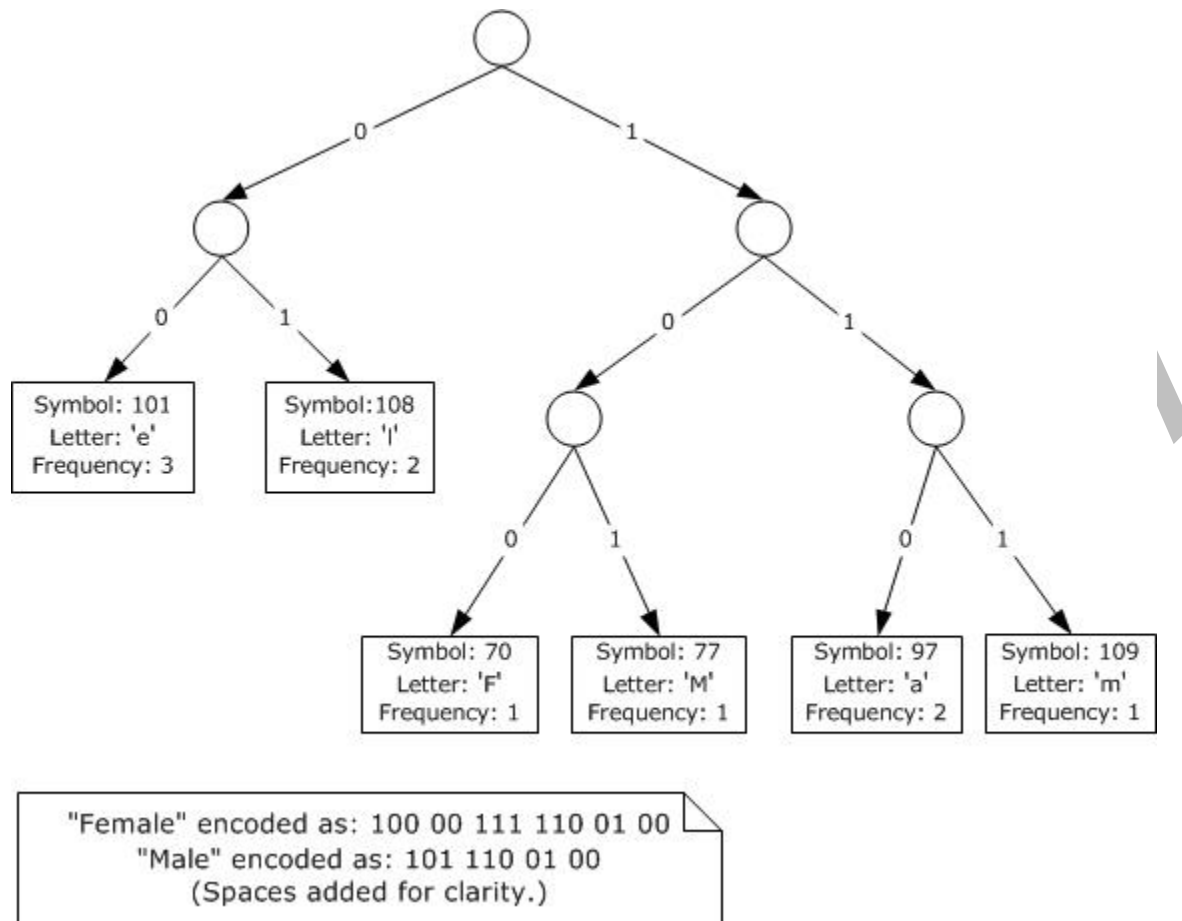 0
1
0
1
0
1
Symbol: 101
Letter: 'e'
Frequency: 3
Symbol:108
Letter: 'l'
Frequency: 2
0
1
0
1
Symbol: 70
Letter: 'F'
Frequency: 1
Symbol: 77
Letter: 'M'
Frequency: 1
Symbol: 97
Letter: 'a'
Frequency: 2
Symbol: 109
Letter: 'm'
Frequency: 1
"Female" encoded as: 100 00 111 110 01 00
"Male" encoded as: 101 110 01 00
(Spaces added for clarity.)